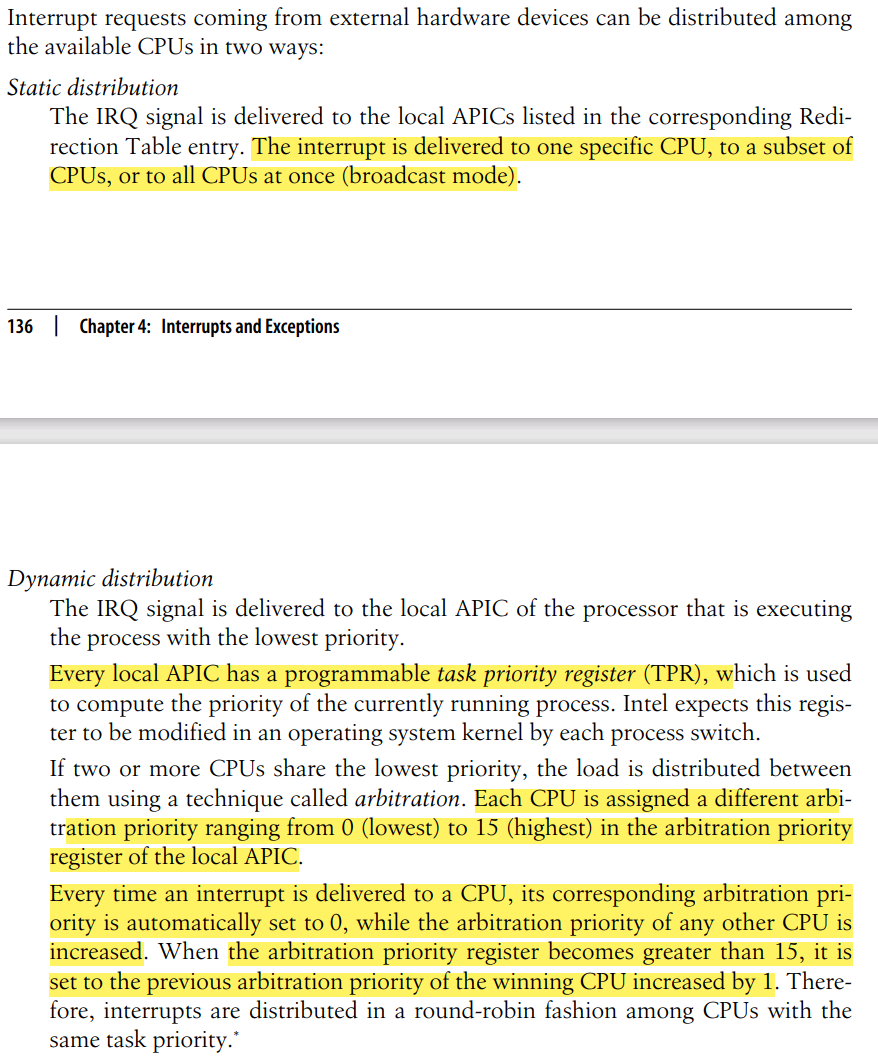 Interrupt requests coming from external hardware devices can be distributed among
the available CPUs in two ways:
Static distribution
The IRQ signal is delivered to the local APICs listed in the corresponding Redi-
rection Table entry. The interrupt is delivered to one specific CPU, to a subset of
CPUs, or to all CPUs at once (broadcast mode).
136 | Chapter 4: Interrupts and Exceptions
Dynamic distribution
The IRQ signal is delivered to the local APIC of the processor that is executing
the process with the lowest priority.
Every local APIC has a programmable task priority register (TPR), which is used
to compute the priority of the currently running process. Intel expects this regis-
ter to be modified in an operating system kernel by each process switch.
If two or more CPUs share the lowest priority, the load is distributed between
them using a technique called arbitration. Each CPU is assigned a different arbi-
tration priority ranging from 0 (lowest) to 15 (highest) in the arbitration priority
register of the local APIC.
Every time an interrupt is delivered to a CPU, its corresponding arbitration pri-
ority is automatically set to 0, while the arbitration priority of any other CPU is
increased. When the arbitration priority register becomes greater than 15, it is
set to the previous arbitration priority of the winning CPU increased by 1. There-
fore, interrupts are distributed in a round-robin fashion among CPUs with the
same task priority.*